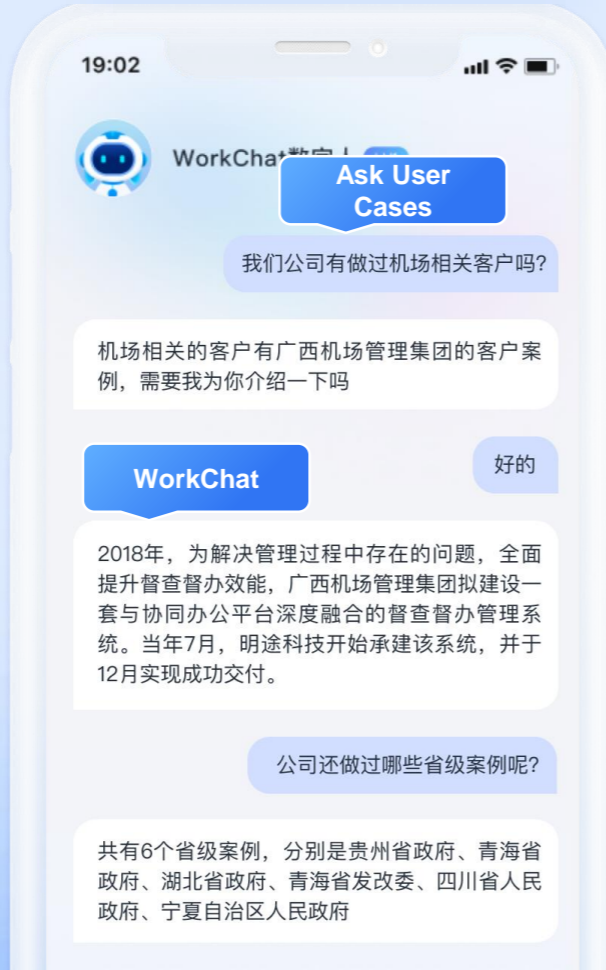 19:02
WorkChat数字人
Ask User
Cases
我们公司有做过机场相关客户吗?
机场相关的客户有广西机场管理集团的客户案
例，需要我为你介绍一下吗
好的
WorkChat
2018年，为解决管理过程中存在的问题，全面
提升督查督办效能，广西机场管理集团拟建设一
套与协同办公平台深度融合的督查督办管理系
统。当年7月，明途科技开始承建该系统，并于
12月实现成功交付。
公司还做过哪些省级案例呢?
共有6个省级案例，分别是贵州省政府、青海省
政府、湖北省政府、青海省发改委、四川省人民
政府、宁夏自治区人民政府